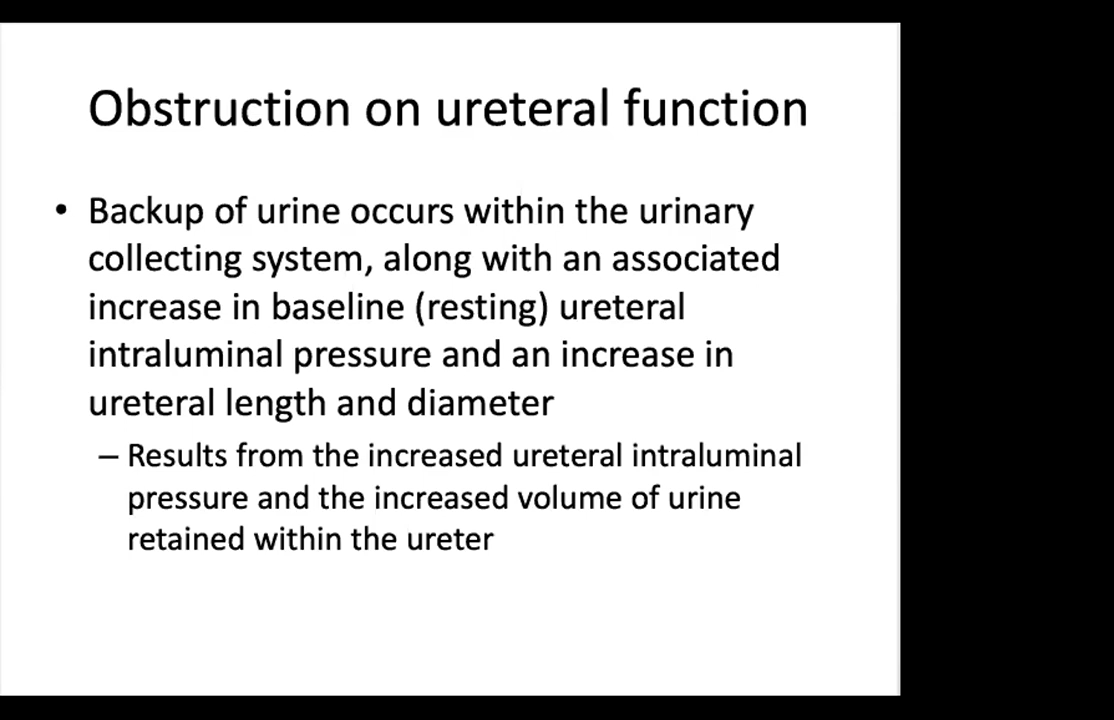 Obstruction on ureteral function
• Backup of urine occurs within the urinary
collecting system, along with an associated
increase in baseline (resting) ureteral
intraluminal pressure and an increase in
ureteral length and diameter
– Results from the increased ureteral intraluminal
pressure and the increased volume of urine
retained within the ureter